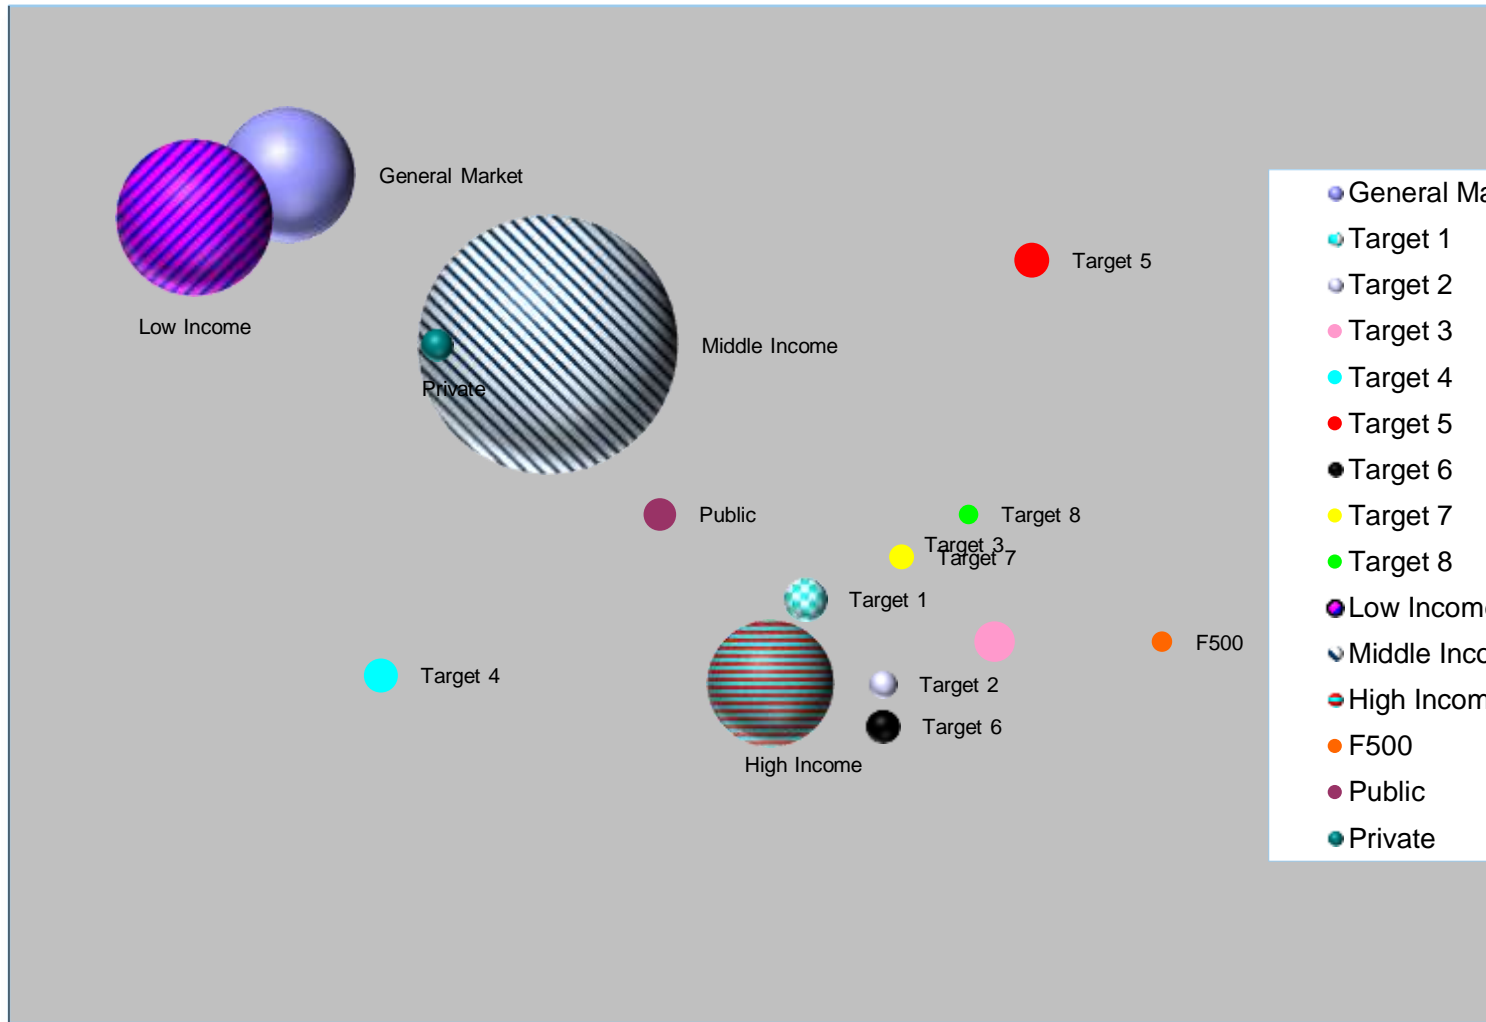 General Market
Low Income
Target 5
Middle Income
Private
Public
Target 8
Target 3
Target 7
Target 1
F500
Target 4
Target 2
Target 6
High Income
General Ma
Target 1
Target 2
Target 3
Target 4
Target 5
Target 6
Target 7
Target 8
Low Income
Middle Inco
High Incom
F500
Public
Private